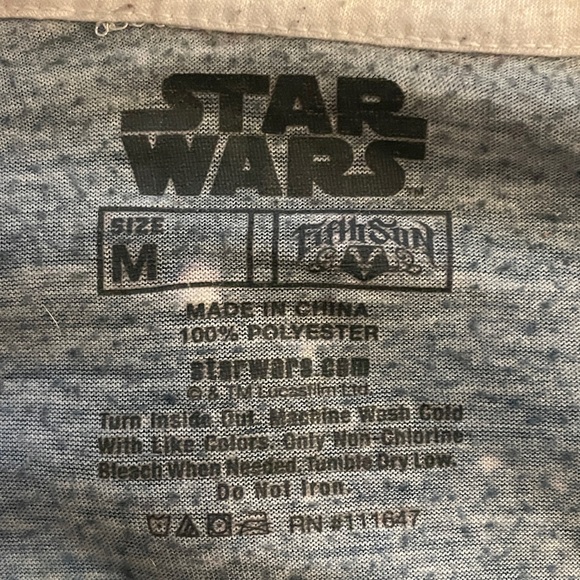 STAR
WARS™
SIZE
M
Fifth Sun
MADE IN CHINA
100% POLYESTER
starwars.com
© & TM Lucasfilm Ltd.
Turn Inside Out. Machine Wash Cold
With Like Colors. Only Non-Chlorine
Bleach When Needed. Tumble Dry Low.
Do Not Iron.
RN #111647